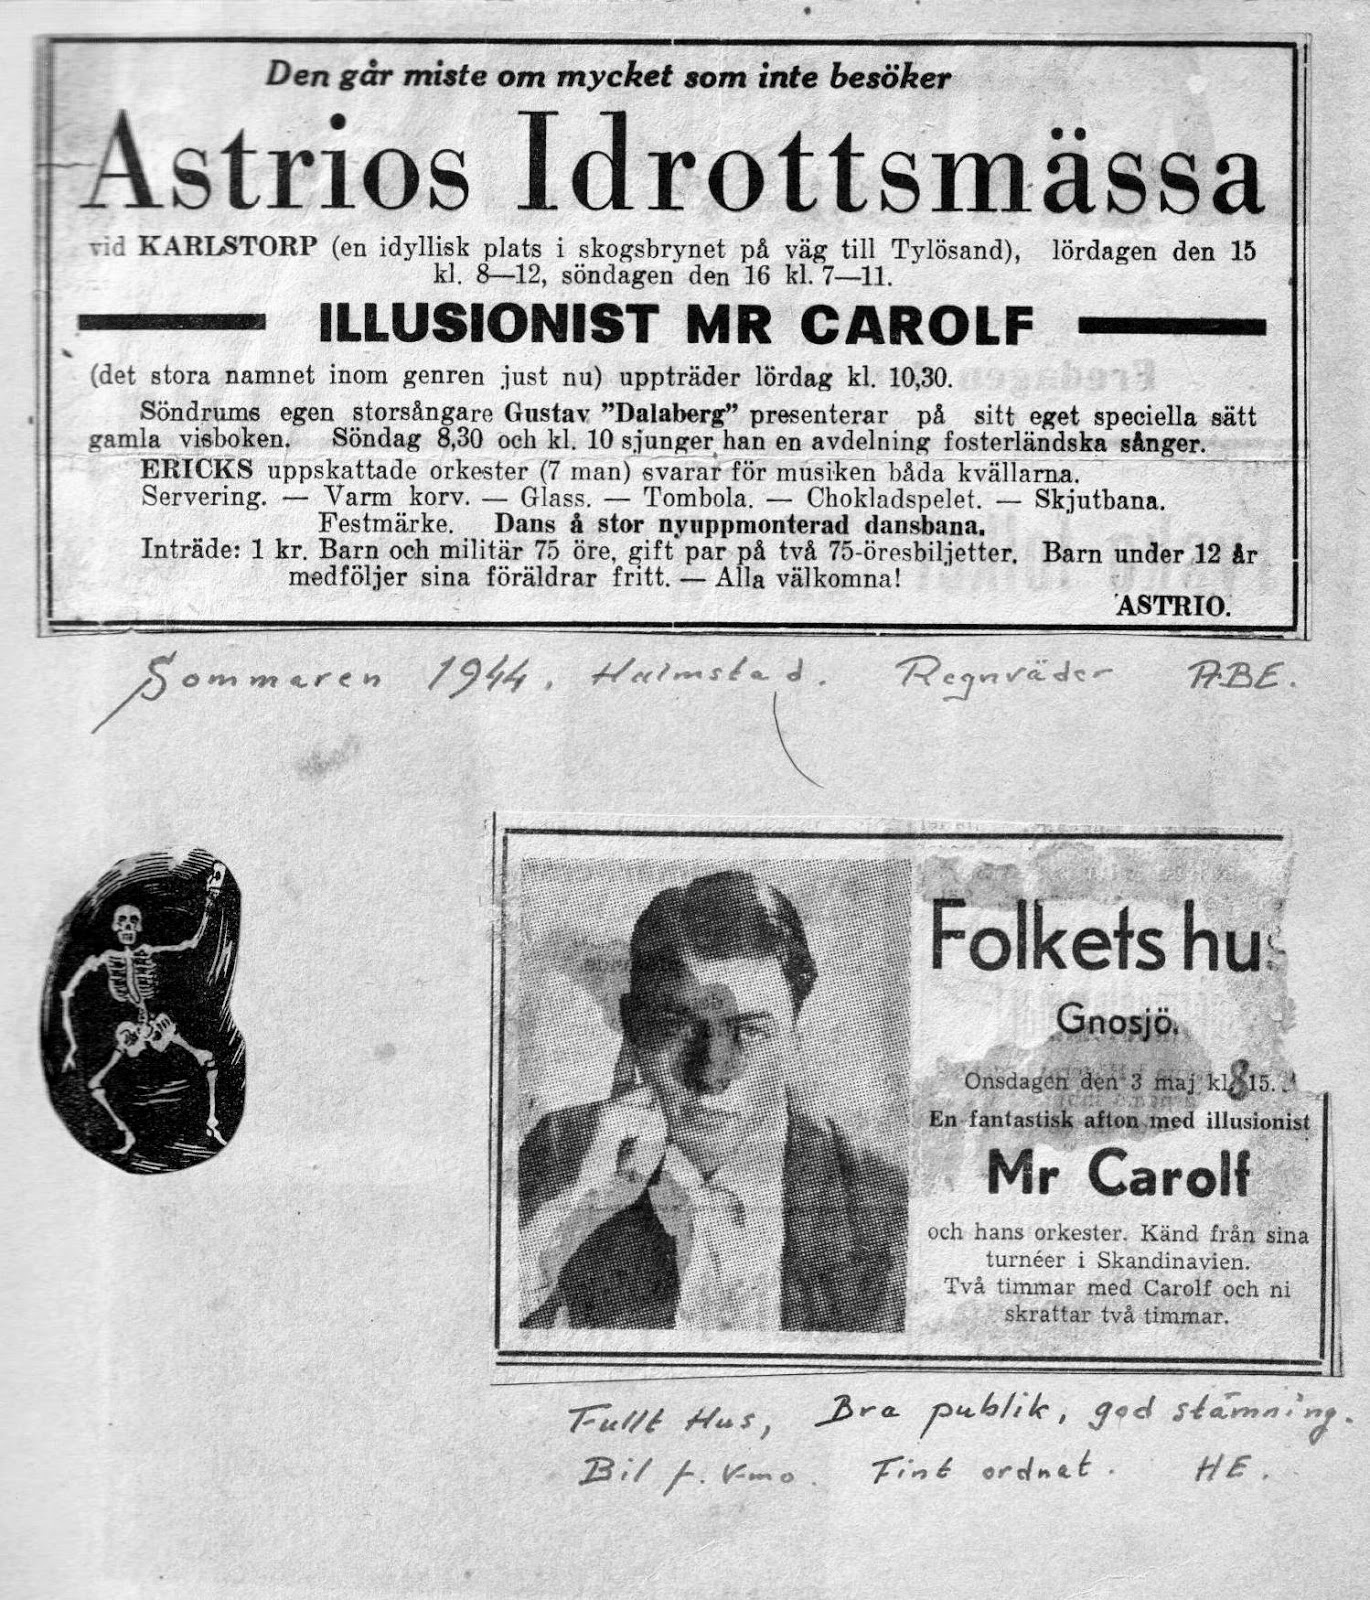 Den går miste om mycket som inte besöker
Astrios Idrottsmässa
vid KARLSTORP (en idyllisk plats i skogsbrynet på väg till Tylösand), lördagen den 15
kl. 8—12, söndagen den 16 kl. 7—11.
ILLUSIONIST MR CAROLF
(det stora namnet inom genren just nu) uppträder lördag kl. 10,30.
Söndrums egen storsångare Gustav "Dalaberg" presenterar på sitt eget speciella sätt
gamla visboken. Söndag 8,30 och kl. 10 sjunger han en avdelning fosterländska sånger.
ERICKS uppskattade orkester (7 man) svarar för musiken båda kvällarna.
Servering. — Varm korv. — Glass. — Tombola. — Chokladspelet. — Skjutbana.
Festmärke. Dans å stor nyuppmonterad dansbana.
Inträde: 1 kr. Barn och militär 75 öre, gift par på två 75-öresbiljetter. Barn under 12 år
medföljer sina föräldrar fritt. — Alla välkomna!
ASTRIO.
Sommaren 1944. Halmstad. Regnväder ABE.
Folkets hus
Gnosjö.
Onsdagen den 3 maj kl. 8,15.
En fantastisk afton med illusionist
Mr Carolf
och hans orkester. Känd från sina
turnéer i Skandinavien.
Två timmar med Carolf och ni
skrattar två timmar.
Fullt Hus, Bra publik, god stämning.
Bil f. V-mo. Fint ordnat. HE.